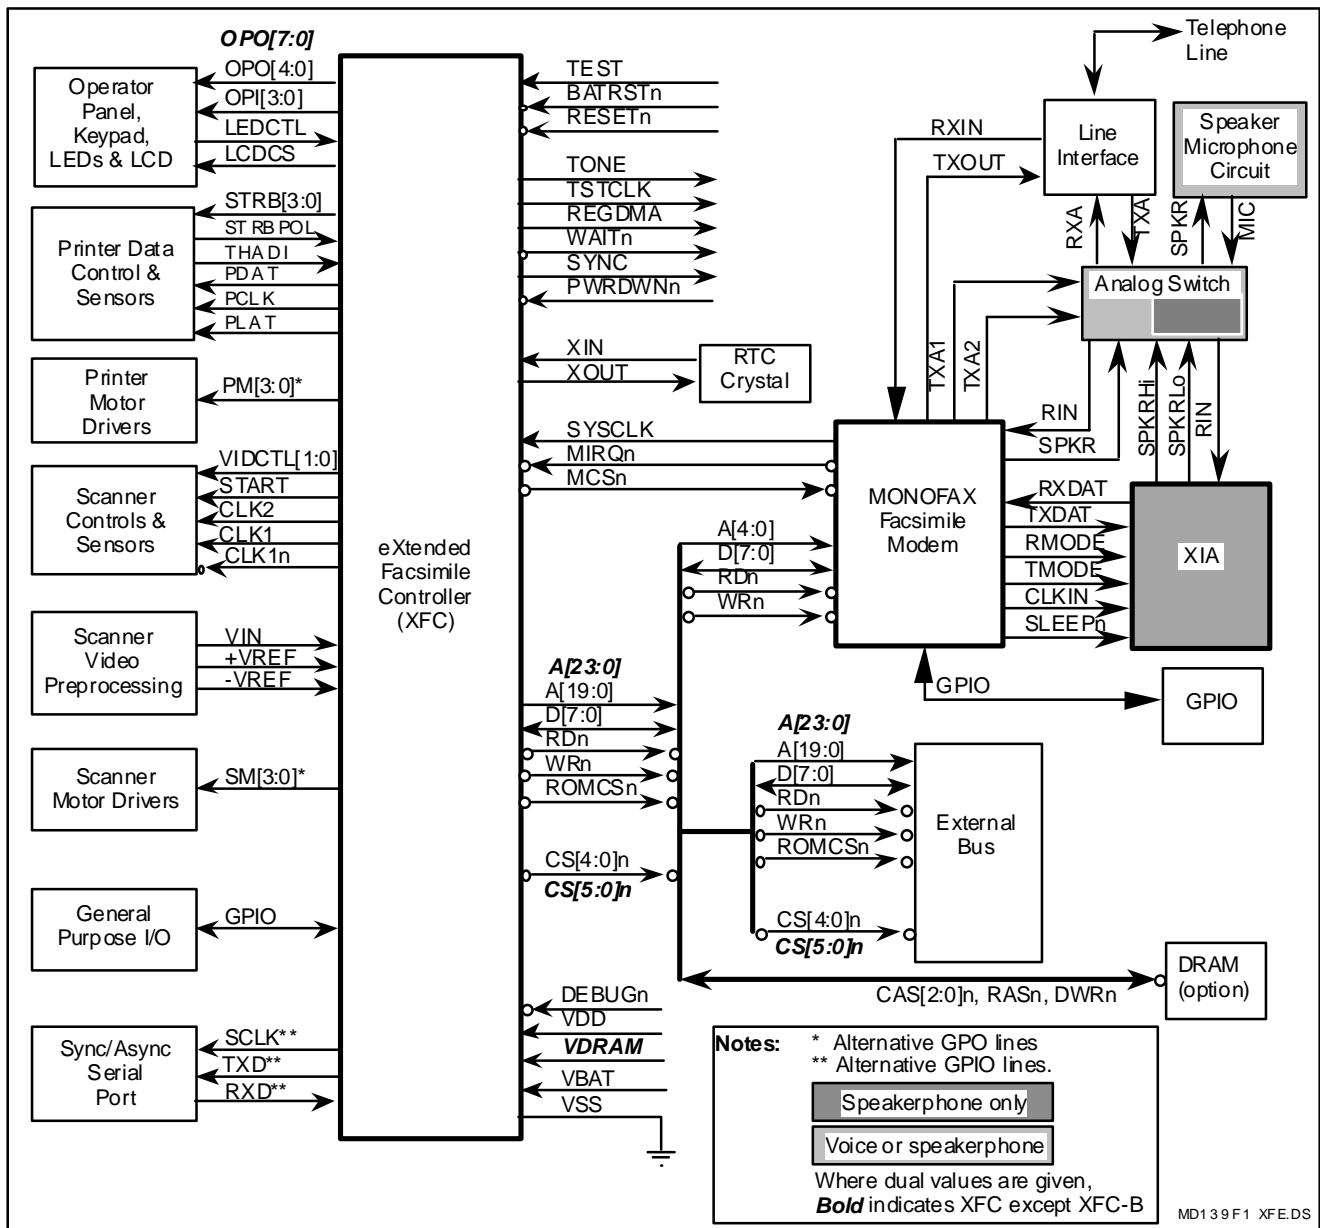 OPO[7:0]
Operator
Panel,
Keypad,
LEDs & LCD
OPO[4:0]
OPI[3:0]
LEDCTL
LCDCS
Printer Data
Control &
Sensors
STRB[3:0]
STRBPOL
THADI
PDAT
PCLK
PLAT
Printer
Motor
Drivers
PM[3:0]*
Scanner
Controls &
Sensors
VIDCTL[1:0]
START
CLK2
CLK1
CLK1n
Scanner
Video
Preprocessing
VIN
+VREF
-VREF
Scanner
Motor Drivers
SM[3:0]*
General
Purpose I/O
GPIO
Sync/Async
Serial
Port
SCLK**
TXD**
RXD**
eXtended
Facsimile
Controller
(XFC)
TEST
BATRSTn
RESETn
TONE
TSTCLK
REGDMA
WAITn
SYNC
PWRDWNn
XIN
XOUT
RTC
Crystal
SYSCLK
MIRQn
MCSn
A[4:0]
D[7:0]
RDn
WRn
A[23:0]
A[19:0]
D[7:0]
RDn
WRn
ROMCSn
CS[4:0]n
CS[5:0]n
DEBUGn
VDD
VDRAM
VBAT
VSS
Telephone
Line
RXIN
TXOUT
Line
Interface
Speaker
Microphone
Circuit
RXA
TXA
SPKR
MIC
Analog Switch
TXA1
TXA2
RIN
SPKR
SPKRHi
SPKRLo
RIN
MONOFAX
Facsimile
Modem
RXDAT
TXDAT
RMODE
TMODE
CLKIN
SLEEPn
XIA
GPIO
GPIO
A[23:0]
A[19:0]
D[7:0]
RDn
WRn
ROMCSn
CS[4:0]n
CS[5:0]n
External
Bus
CAS[2:0]n, RASn, DWRn
DRAM
(option)
Notes: * Alternative GPO lines
** Alternative GPIO lines.
Speakerphone only
Voice or speakerphone
Where dual values are given,
Bold indicates XFC except XFC-B
MD139F1 XFE.DS